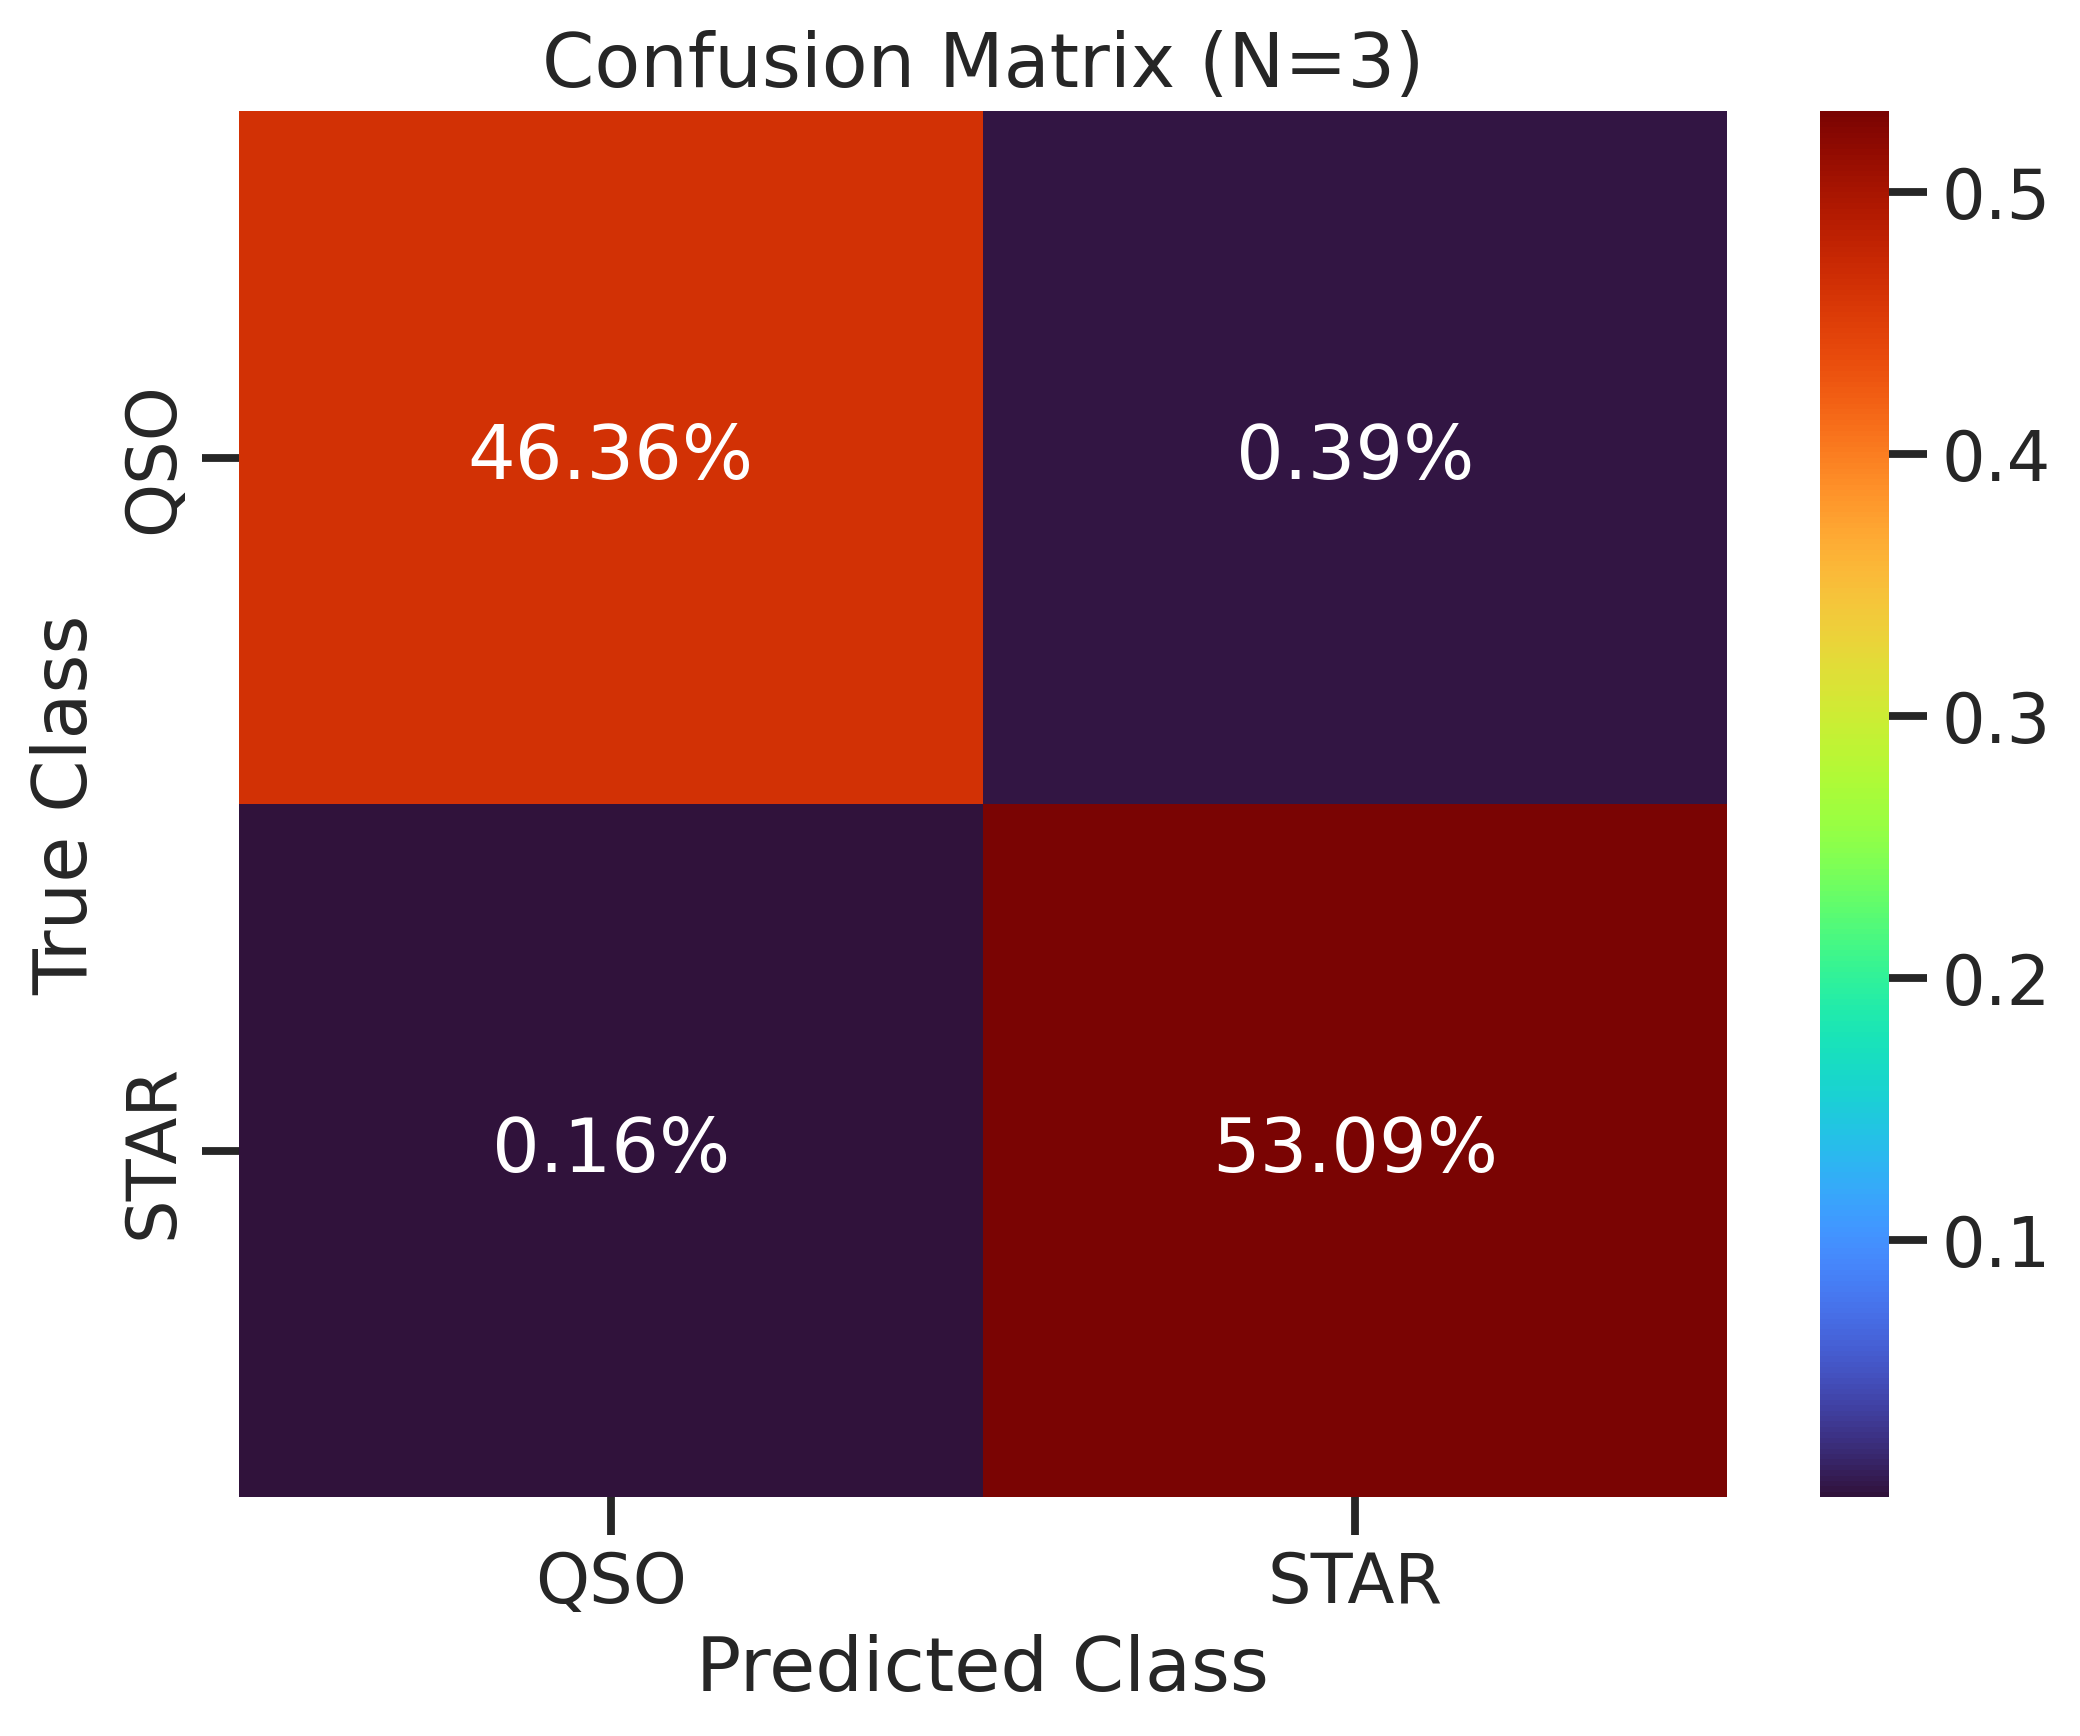 Confusion Matrix (N=3)
True Class
QSO
STAR
46.36%
0.39%
0.16%
53.09%
QSO
STAR
Predicted Class
0.5
0.4
0.3
0.2
0.1